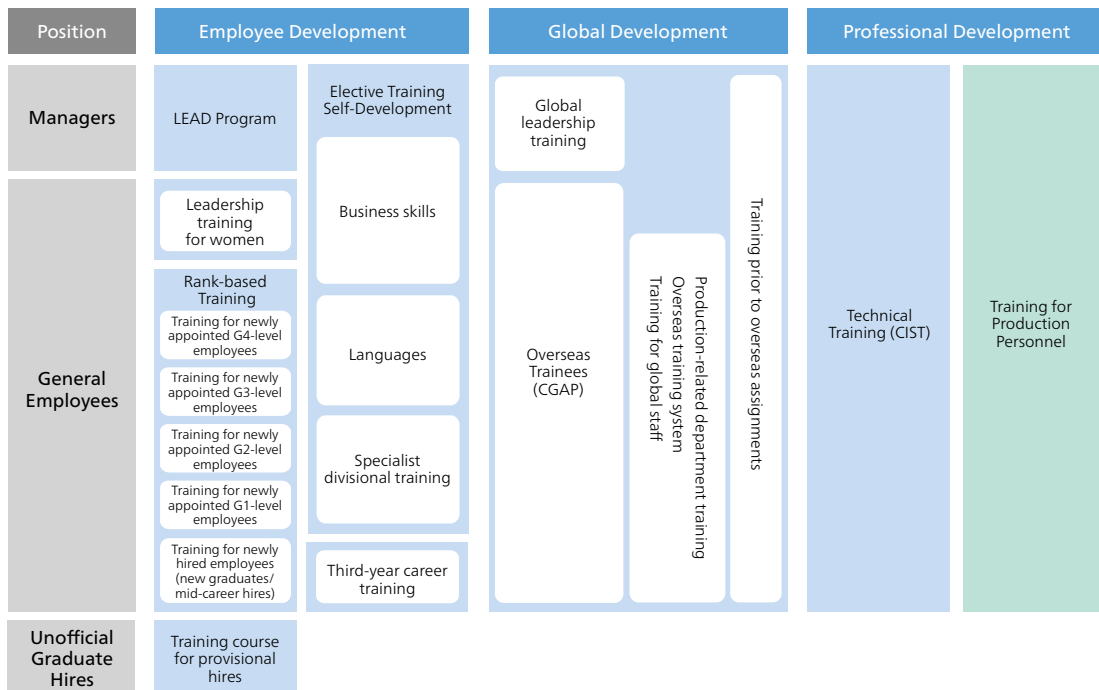 Position
Employee Development
Global Development
Professional Development
Managers
LEAD Program
Elective Training
Self-Development
Business skills
Languages
Specialist
divisional training
Global
leadership
training
Training prior to overseas assignments
Technical
Training (CIST)
Training for
Production
Personnel
General
Employees
Leadership
training
for women
Rank-based
Training
Training for newly
appointed G4-level
employees
Training for newly
appointed G3-level
employees
Training for newly
appointed G2-level
employees
Training for newly
appointed G1-level
employees
Training for newly
hired employees
(new graduates/
mid-career hires)
Third-year career
training
Overseas
Trainees
(CGAP)
Production-related department training
Overseas training system
Training for global staff
Unofficial
Graduate
Hires
Training course
for provisional
hires